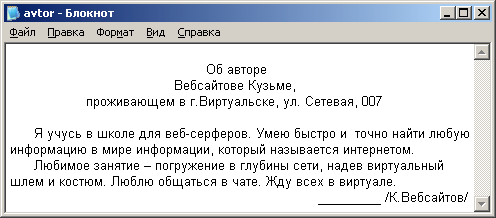 avtor - Блокнот
Файл Правка Формат Вид Справка
Об авторе
Вебсайтове Кузьме,
проживающем в г.Виртуальске, ул. Сетевая, 007
Я учусь в школе для веб-серферов. Умею быстро и точно найти любую
информацию в мире информации, который называется интернетом.
Любимое занятие – погружение в глубины сети, надев виртуальный
шлем и костюм. Люблю общаться в чате. Жду всех в виртуале.
_________ /К.Вебсайтов/